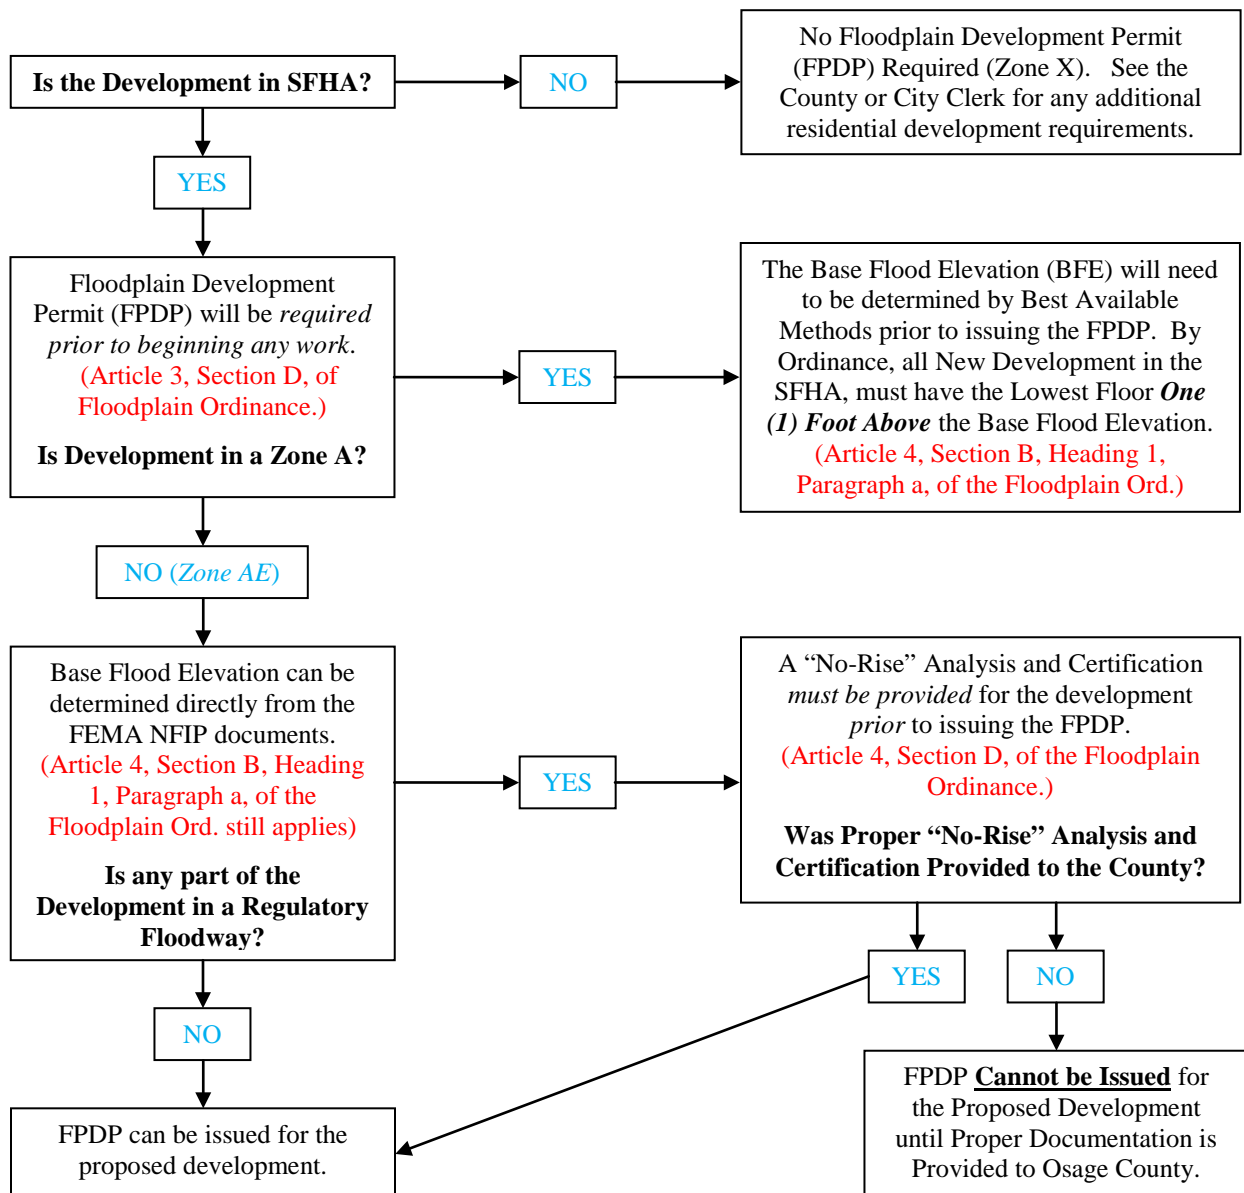 Is the Development in SFHA?
NO
No Floodplain Development Permit
(FPDP) Required (Zone X). See the
County or City Clerk for any additional
residential development requirements.
YES
Floodplain Development
Permit (FPDP) will be required
prior to beginning any work.
(Article 3, Section D, of
Floodplain Ordinance.)
Is Development in a Zone A?
YES
The Base Flood Elevation (BFE) will need
to be determined by Best Available
Methods prior to issuing the FPDP. By
Ordinance, all New Development in the
SFHA, must have the Lowest Floor One
(1) Foot Above the Base Flood Elevation.
(Article 4, Section B, Heading 1,
Paragraph a, of the Floodplain Ord.)
NO (Zone AE)
Base Flood Elevation can be
determined directly from the
FEMA NFIP documents.
(Article 4, Section B, Heading
1, Paragraph a, of the
Floodplain Ord. still applies)
Is any part of the
Development in a Regulatory
Floodway?
YES
A “No-Rise” Analysis and Certification
must be provided for the development
prior to issuing the FPDP.
(Article 4, Section D, of the Floodplain
Ordinance.)
Was Proper “No-Rise” Analysis and
Certification Provided to the County?
YES
NO
NO
FPDP can be issued for the
proposed development.
FPDP Cannot be Issued for
the Proposed Development
until Proper Documentation is
Provided to Osage County.